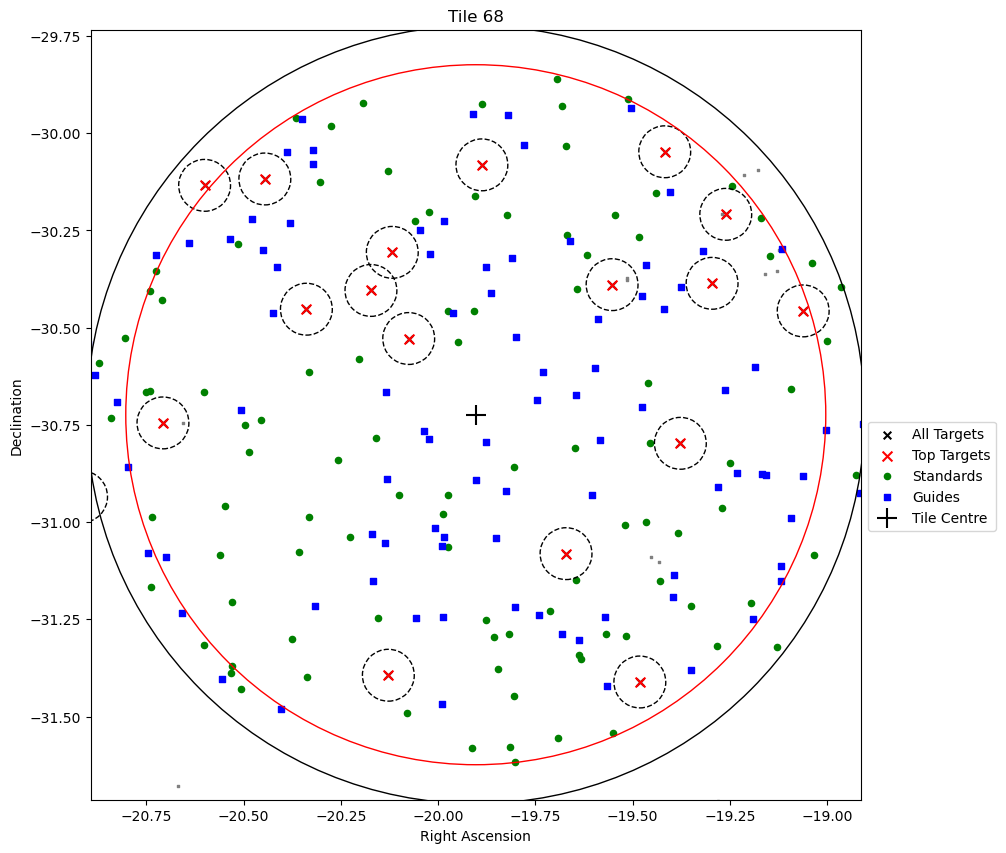 Tile 68
Declination
−29.75
−30.00
−30.25
−30.50
−30.75
−31.00
−31.25
−31.50
−20.75
−20.50
−20.25
−20.00
−19.75
−19.50
−19.25
−19.00
Right Ascension
All Targets
Top Targets
Standards
Guides
Tile Centre